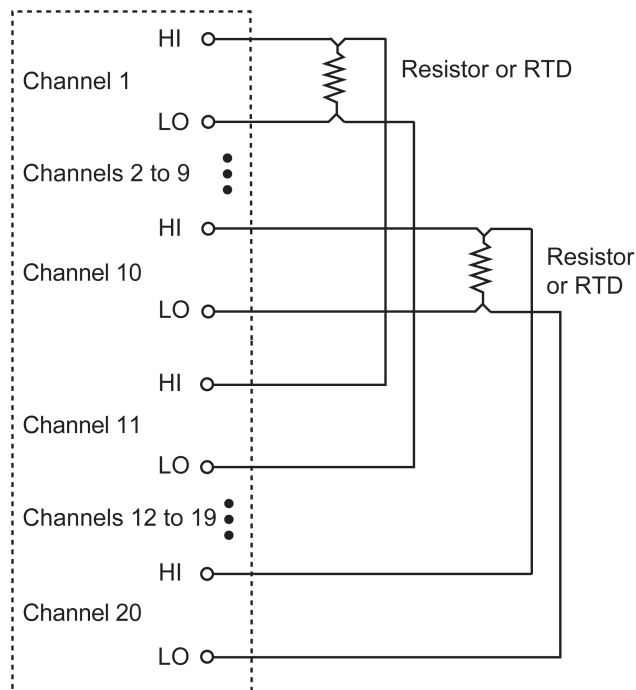 HI
Channel 1
Resistor or RTD
LO
Channels 2 to 9
HI
Channel 10
Resistor
or RTD
LO
HI
Channel 11
LO
Channels 12 to 19
HI
Channel 20
LO